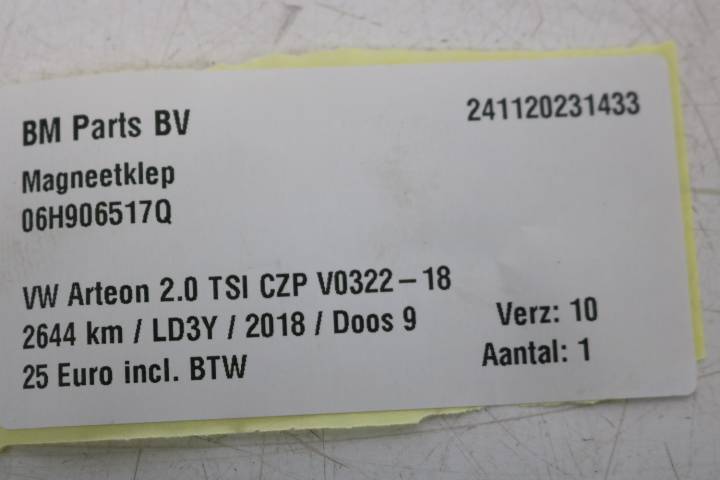 BM Parts BV
241120231433
Magneetklep
06H906517Q
VW Arteon 2.0 TSI CZP V0322-18
2644 km / LD3Y / 2018 / Doos 9
Verz: 10
25 Euro incl. BTW
Aantal: 1